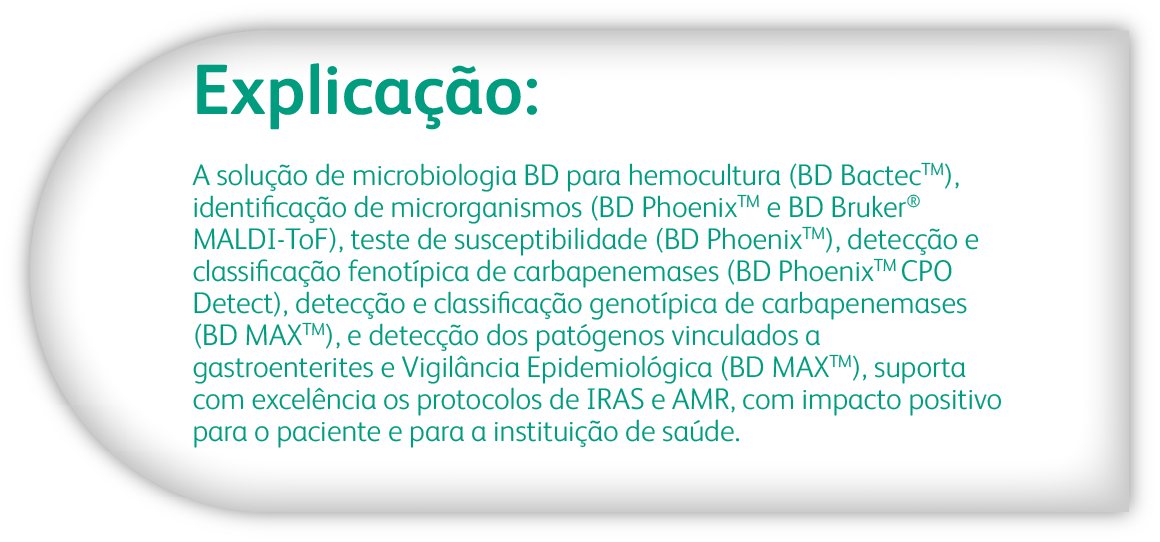 Explicação:
A solução de microbiologia BD para hemocultura (BD Bactec™),
identificação de microrganismos (BD Phoenix™ e BD Bruker®
MALDI-ToF), teste de susceptibilidade (BD Phoenix™), detecção e
classificação fenotípica de carbapenemases (BD Phoenix™ CPO
Detect), detecção e classificação genotípica de carbapenemases
(BD MAX™), e detecção dos patógenos vinculados a
gastroenterites e Vigilância Epidemiológica (BD MAX™), suporta
com excelência os protocolos de IRAS e AMR, com impacto positivo
para o paciente e para a instituição de saúde.